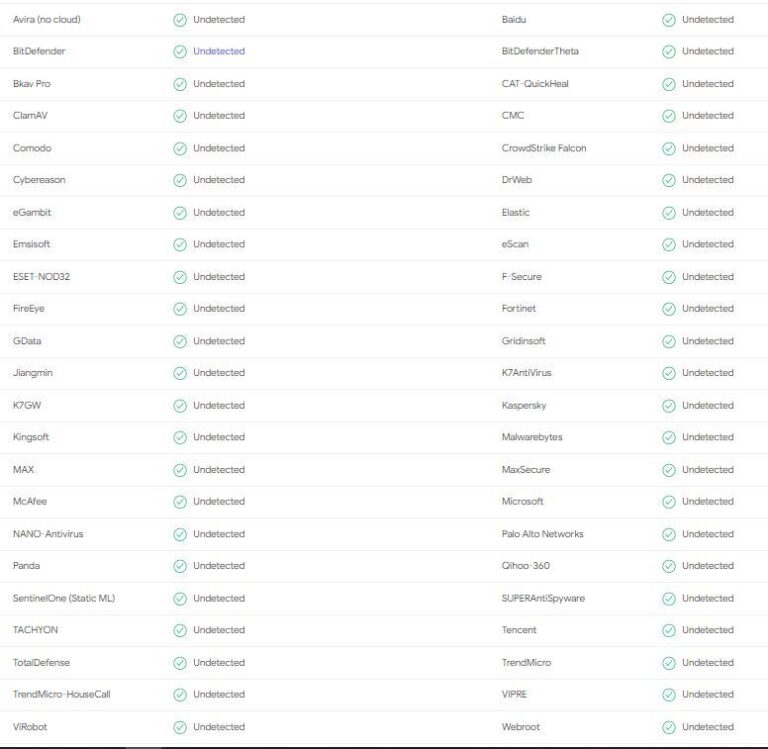 Avira (no cloud) Undetected Baidu Undetected
BitDefender Undetected BitDefenderTheta Undetected
Bkav Pro Undetected CAT-QuickHeal Undetected
ClamAV Undetected CMC Undetected
Comodo Undetected CrowdStrike Falcon Undetected
Cybereason Undetected DrWeb Undetected
eGambit Undetected Elastic Undetected
Emsisoft Undetected eScan Undetected
ESET-NOD32 Undetected F-Secure Undetected
FireEye Undetected Fortinet Undetected
GData Undetected Gridinsoft Undetected
Jiangmin Undetected K7AntiVirus Undetected
K7GW Undetected Kaspersky Undetected
Kingsoft Undetected Malwarebytes Undetected
MAX Undetected MaxSecure Undetected
McAfee Undetected Microsoft Undetected
NANO-Antivirus Undetected Palo Alto Networks Undetected
Panda Undetected Qihoo-360 Undetected
SentinelOne (Static ML) Undetected SUPERAntiSpyware Undetected
TACHYON Undetected Tencent Undetected
TotalDefense Undetected TrendMicro Undetected
TrendMicro-HouseCall Undetected VIPRE Undetected
ViRobot Undetected Webroot Undetected